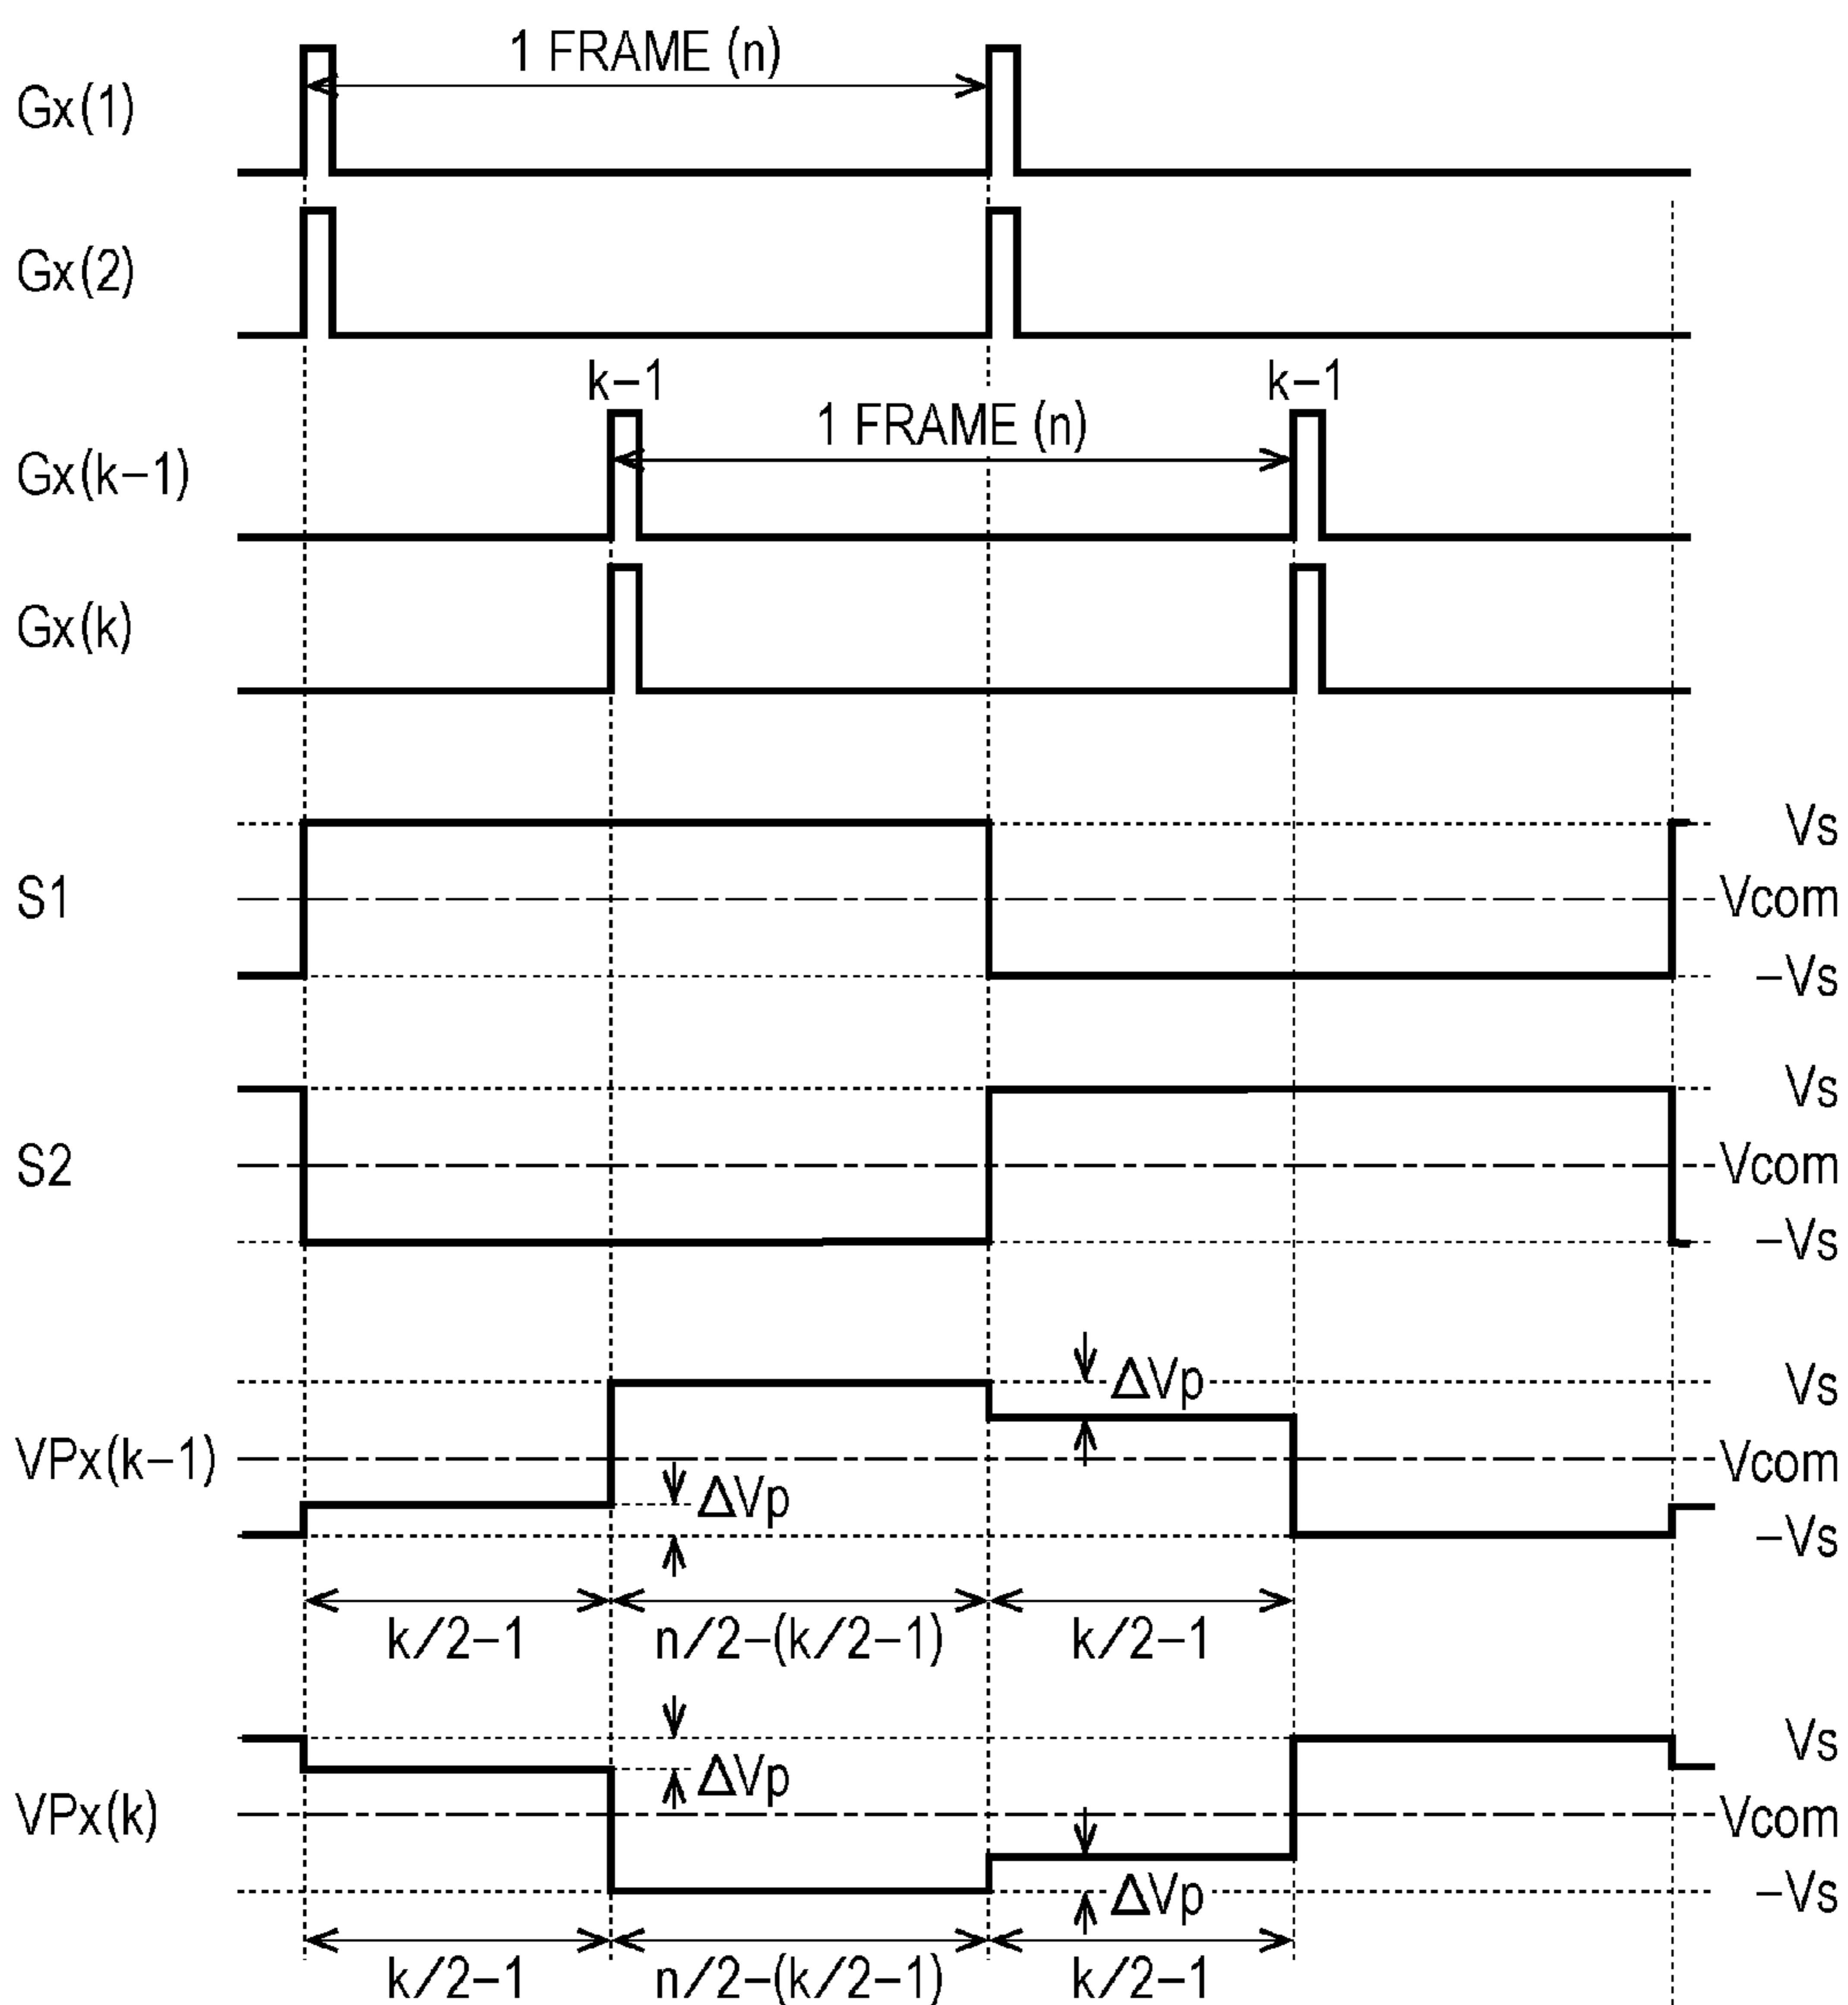 1 FRAME (n)
Gx(1)
Gx(2)
k−1 k−1
1 FRAME (n)
Gx(k−1)
Gx(k)
Vs
S1 Vcom
−Vs
Vs
S2 Vcom
−Vs
ΔVp Vs
VPx(k−1) Vcom
ΔVp
−Vs
k/2−1 n/2−(k/2−1) k/2−1
Vs
ΔVp
VPx(k) Vcom
ΔVp −Vs
k/2−1 n/2−(k/2−1) k/2−1